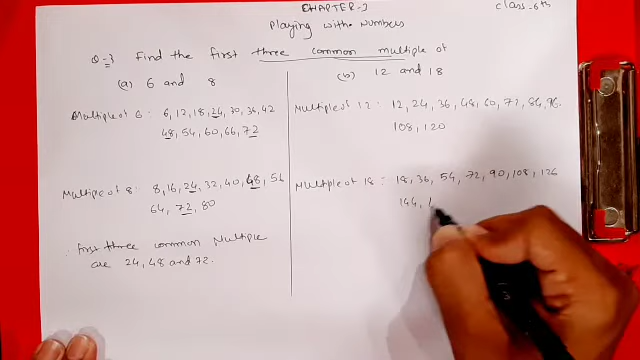 CHAPTER-3
Class-6th
Playing withe Numbers
Q-3 Find the first three common multiple of
(a) 6 and 8
Multiple of 6: 6,12,18,24,30,36,42
48,54,60,66,72
Multiple of 8: 8,16,24,32,40,48,56
64, 72,80
∴ first three common Multiple
are 24,48 and 72.
(b) 12 and 18
Multiple of 12: 12,24,36,48,60,72,84,96.
108,120
Multiple of 18: 18,36,54,72,90,108,126
144,1